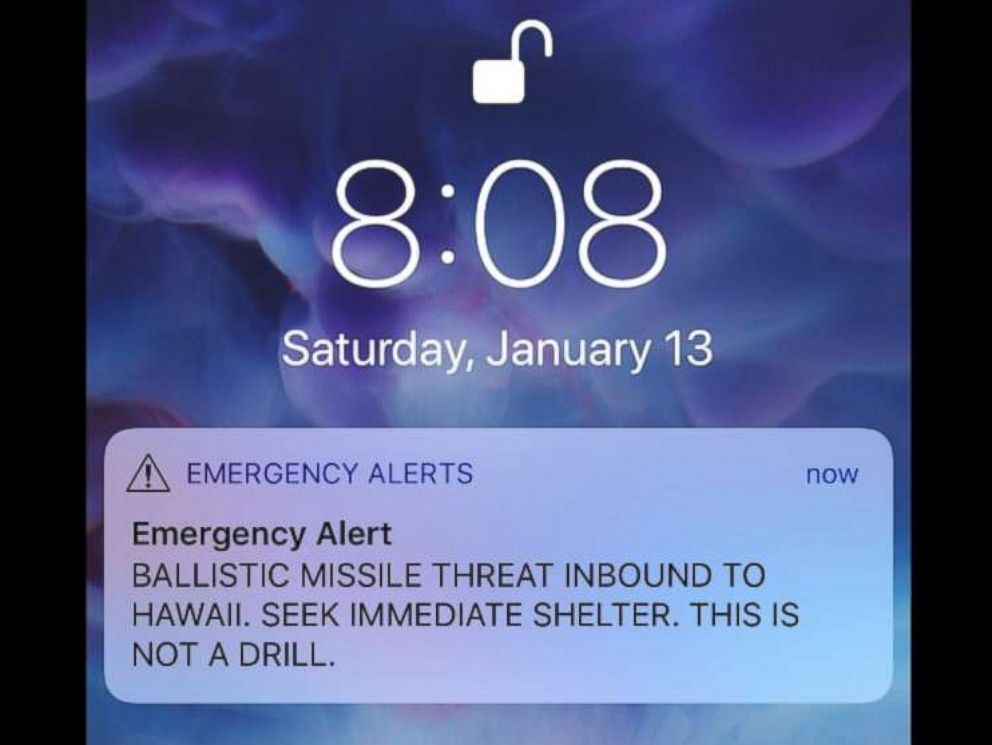 8:08
Saturday, January 13
EMERGENCY ALERTS now
Emergency Alert
BALLISTIC MISSILE THREAT INBOUND TO
HAWAII. SEEK IMMEDIATE SHELTER. THIS IS
NOT A DRILL.